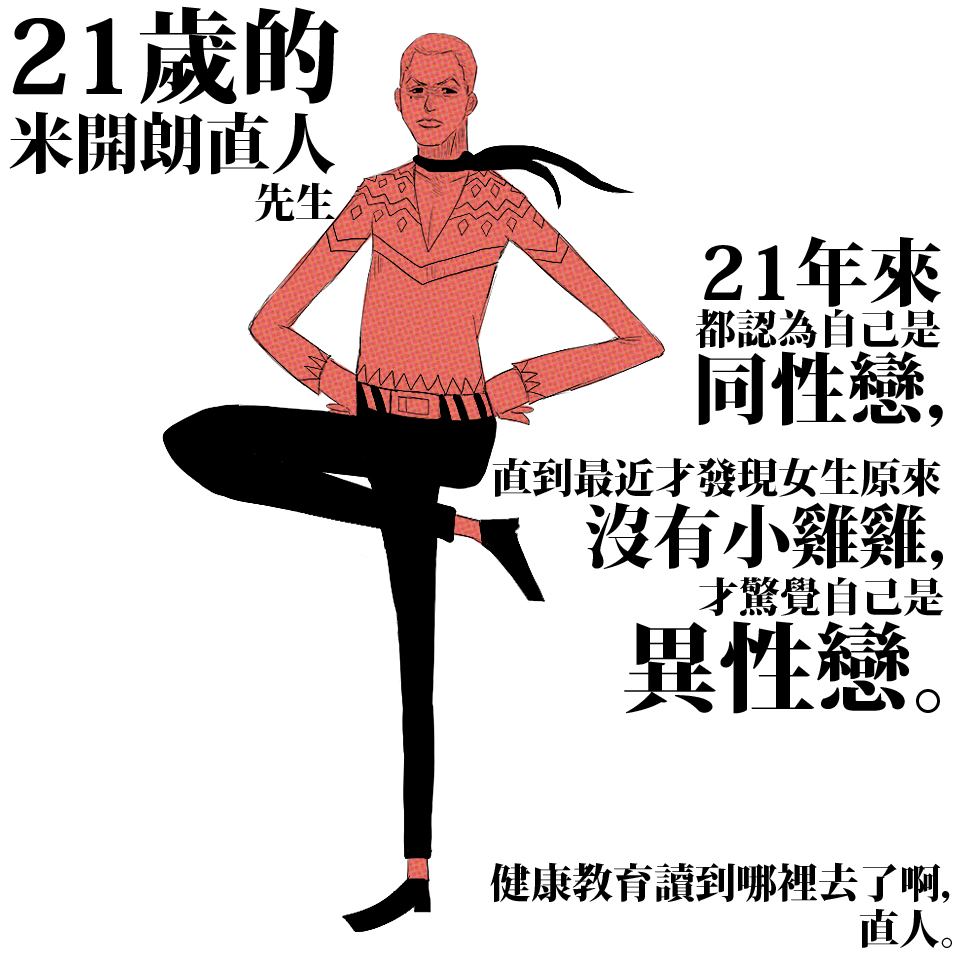 21歲的
米開朗直人
先生
21年來
都認為自己是
同性戀,
直到最近才發現女生原來
沒有小雞雞,
才驚覺自己是
異性戀。
健康教育讀到哪裡去了啊,
直人。